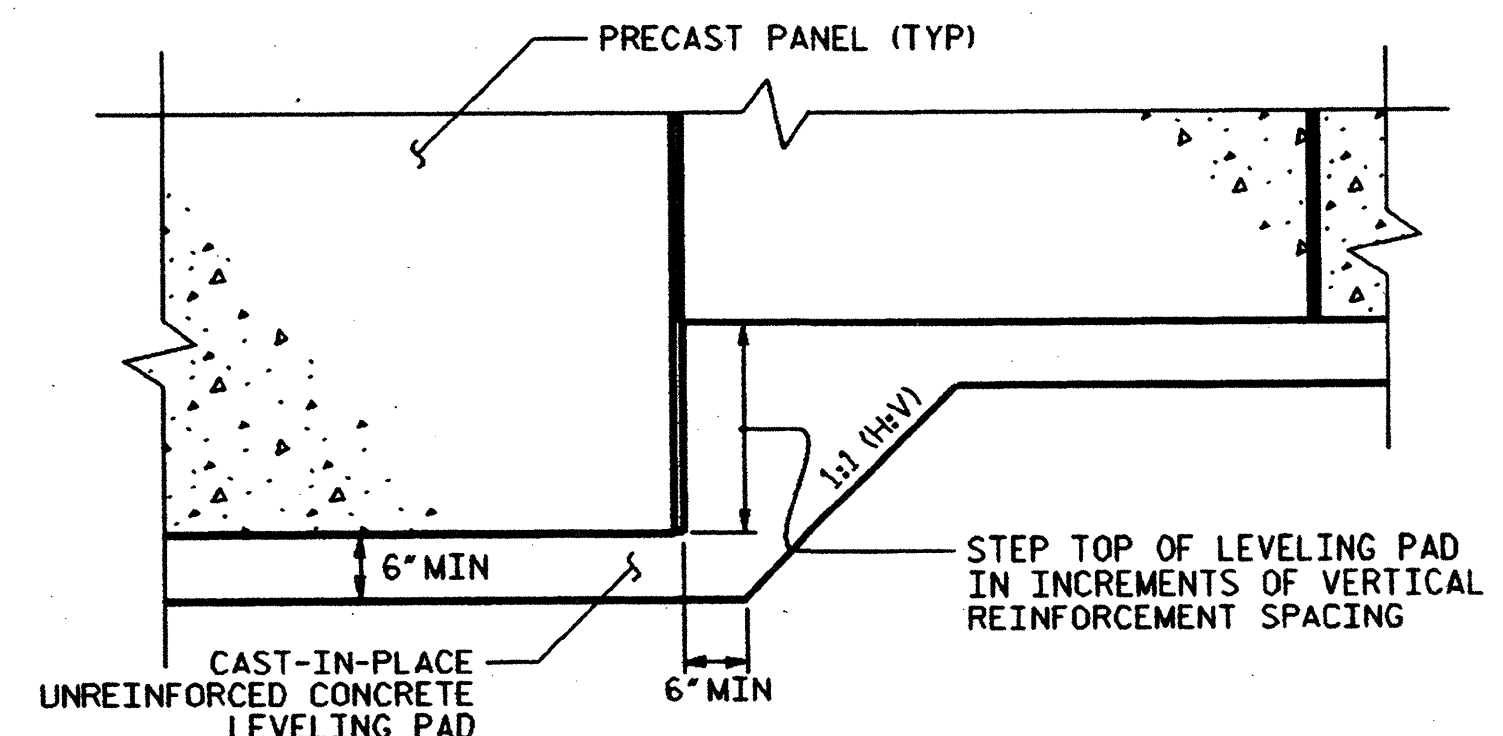 PRECAST PANEL (TYP)
1:1 (H:V)
6" MIN
STEP TOP OF LEVELING PAD
IN INCREMENTS OF VERTICAL
REINFORCEMENT SPACING
CAST-IN-PLACE
UNREINFORCED CONCRETE
LEVELING PAD
6" MIN